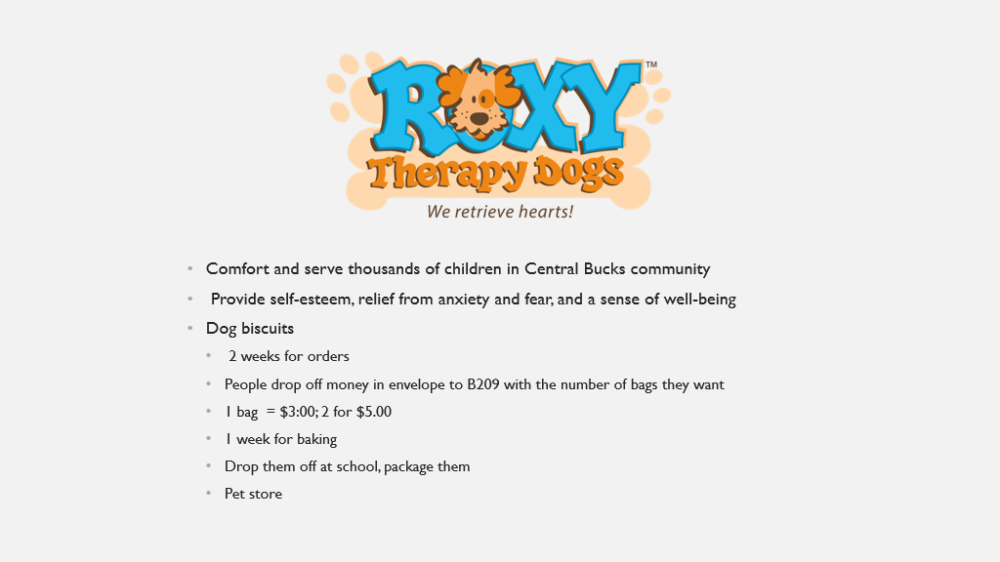 ROXY™
Therapy Dogs
We retrieve hearts!
• Comfort and serve thousands of children in Central Bucks community
• Provide self-esteem, relief from anxiety and fear, and a sense of well-being
• Dog biscuits
• 2 weeks for orders
• People drop off money in envelope to B209 with the number of bags they want
• 1 bag = $3:00; 2 for $5.00
• 1 week for baking
• Drop them off at school, package them
• Pet store